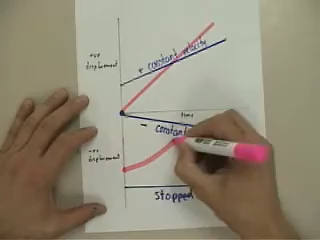 +ve
displacement
+ constant velocity
time
- constant
-ve
displacement
stopped